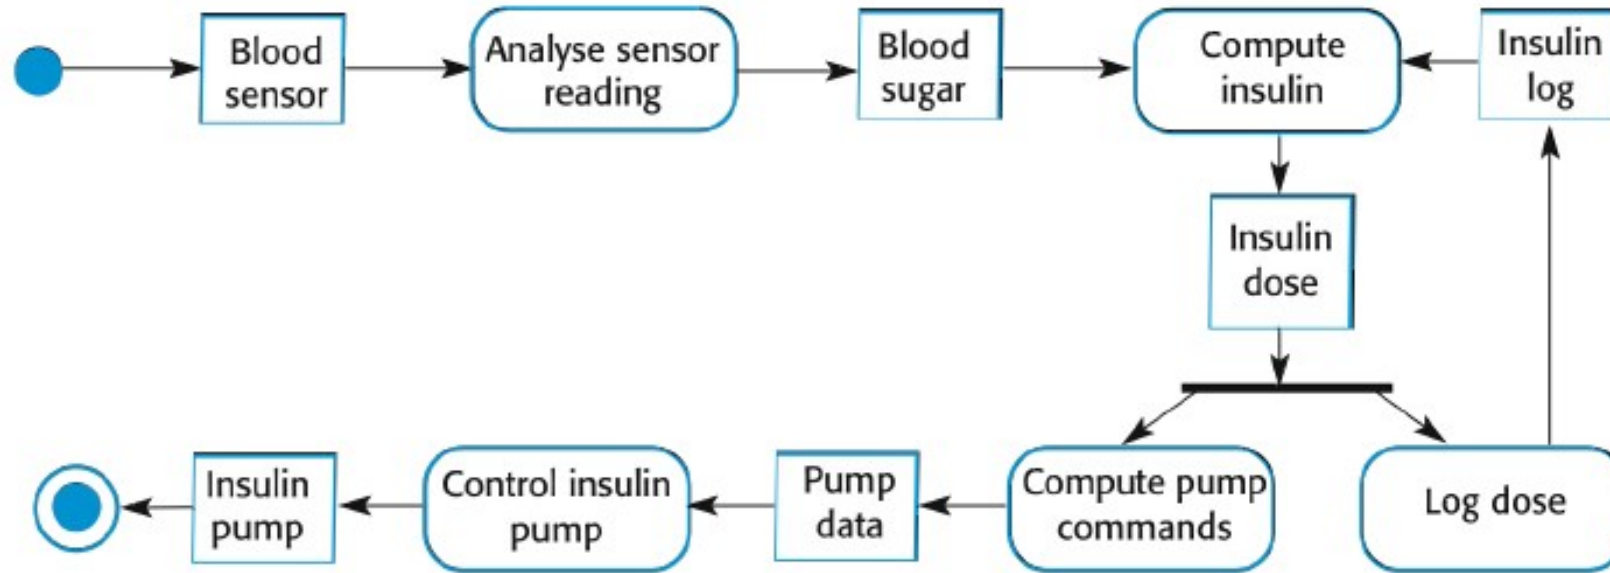 Blood
sensor
Analyse sensor
reading
Blood
sugar
Compute
insulin
Insulin
log
Insulin
dose
Insulin
pump
Control insulin
pump
Pump
data
Compute pump
commands
Log dose